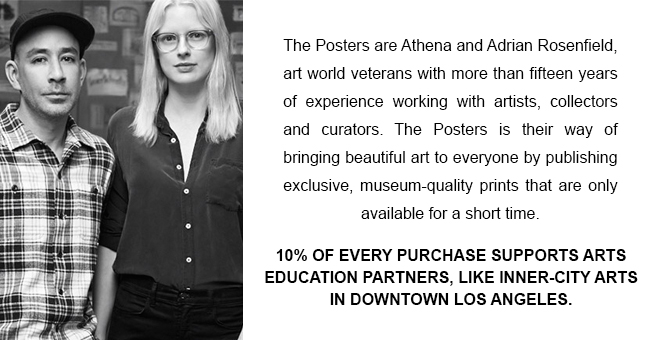 The Posters are Athena and Adrian Rosenfield,
art world veterans with more than fifteen years
of experience working with artists, collectors
and curators. The Posters is their way of
bringing beautiful art to everyone by publishing
exclusive, museum-quality prints that are only
available for a short time.
10% OF EVERY PURCHASE SUPPORTS ARTS
EDUCATION PARTNERS, LIKE INNER-CITY ARTS
IN DOWNTOWN LOS ANGELES.